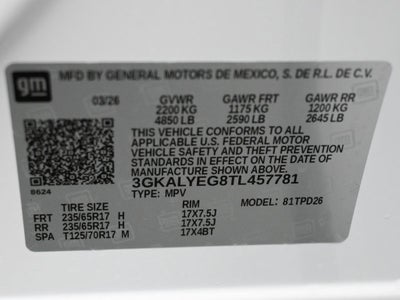 gm
MFD BY GENERAL MOTORS DE MEXICO, S. DE R.L. DE C.V.
03/26 GVWR GAWR FRT GAWR RR
2200 KG 1175 KG 1200 KG
4850 LB 2590 LB 2645 LB
THIS VEHICLE CONFORMS TO ALL
APPLICABLE U.S. FEDERAL MOTOR
VEHICLE SAFETY AND THEFT PREVENTION
STANDARDS IN EFFECT ON THE DATE OF
MANUFACTURE SHOWN ABOVE.
3GKALYEG8TL457781
8624
TYPE: MPV
TIRE SIZE RIM MODEL: 81TPD26
FRT 235/65R17 H 17X7.5J
RR 235/65R17 H 17X7.5J
SPA T125/70R17 M 17X4BT